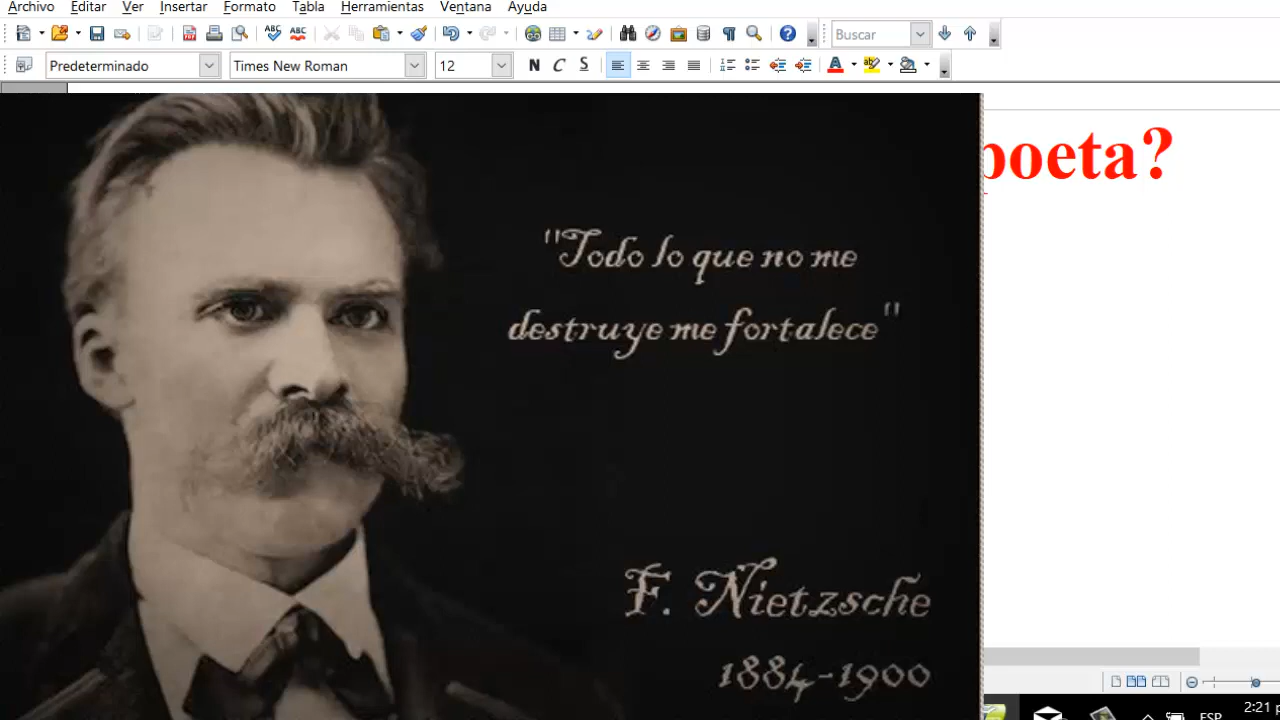 Archivo Editar Ver Insertar Formato Tabla Herramientas Ventana Ayuda
Buscar
Predeterminado Times New Roman 12 N C S
poeta?
"Todo lo que no me
destruye me fortalece"
F. Nietzsche
1884-1900
ESP 2:21 p